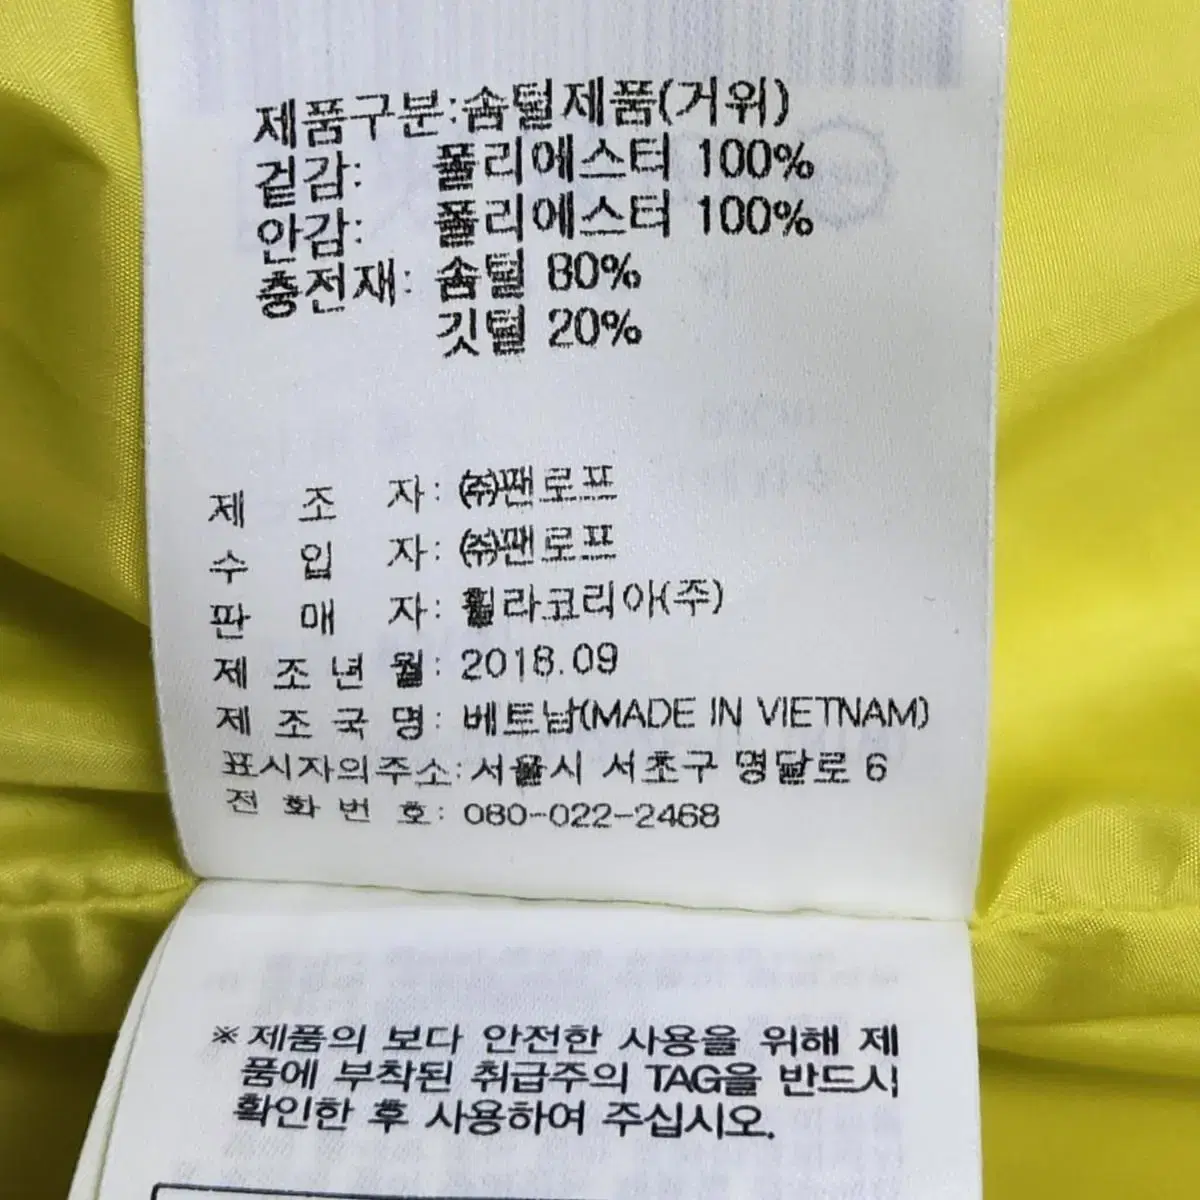 제품구분:솜털제품(거위)
겉감: 폴리에스터 100%
안감: 폴리에스터 100%
충전재: 솜털 80%
깃털 20%
제 조 자: ㈜팬로프
수 입 자: ㈜팬로프
판 매 자: 휠라코리아(주)
제 조 년 월: 2018.09
제 조 국 명: 베트남(MADE IN VIETNAM)
표시자의주소: 서울시 서초구 명달로 6
전 화 번 호: 080-022-2468
※ 제품의 보다 안전한 사용을 위해 제
품에 부착된 취급주의 TAG을 반드시
확인한 후 사용하여 주십시오.